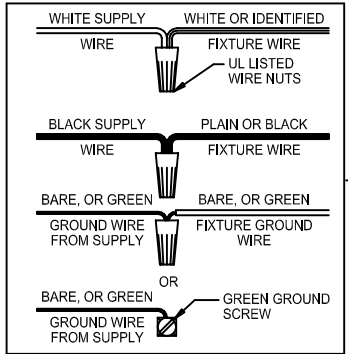 WHITE SUPPLY WHITE OR IDENTIFIED
WIRE FIXTURE WIRE
UL LISTED
WIRE NUTS
BLACK SUPPLY PLAIN OR BLACK
WIRE FIXTURE WIRE
BARE, OR GREEN BARE, OR GREEN
GROUND WIRE FIXTURE GROUND
FROM SUPPLY WIRE
OR
BARE, OR GREEN GREEN GROUND
GROUND WIRE SCREW
FROM SUPPLY